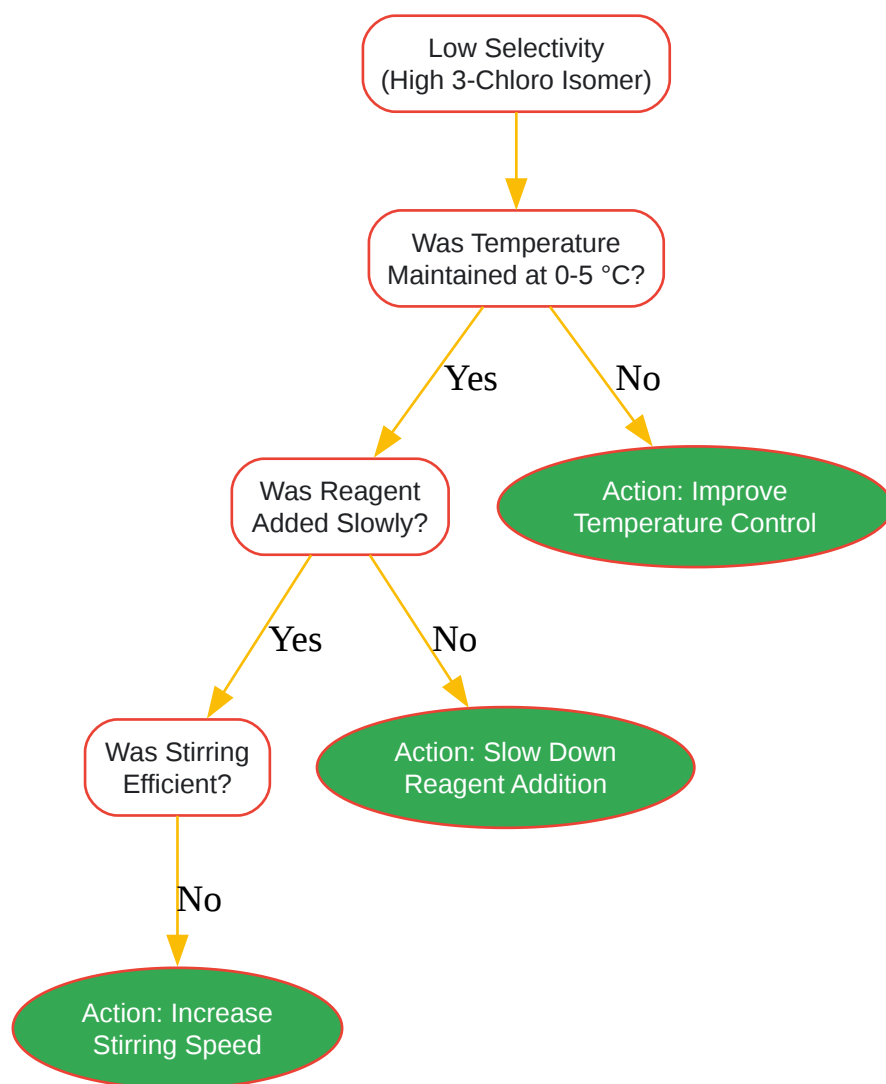 Low Selectivity
(High 3-Chloro Isomer)
Was Temperature
Maintained at 0-5 °C?
Yes
No
Was Reagent
Added Slowly?
Action: Improve
Temperature Control
Yes
No
Was Stirring
Efficient?
Action: Slow Down
Reagent Addition
No
Action: Increase
Stirring Speed